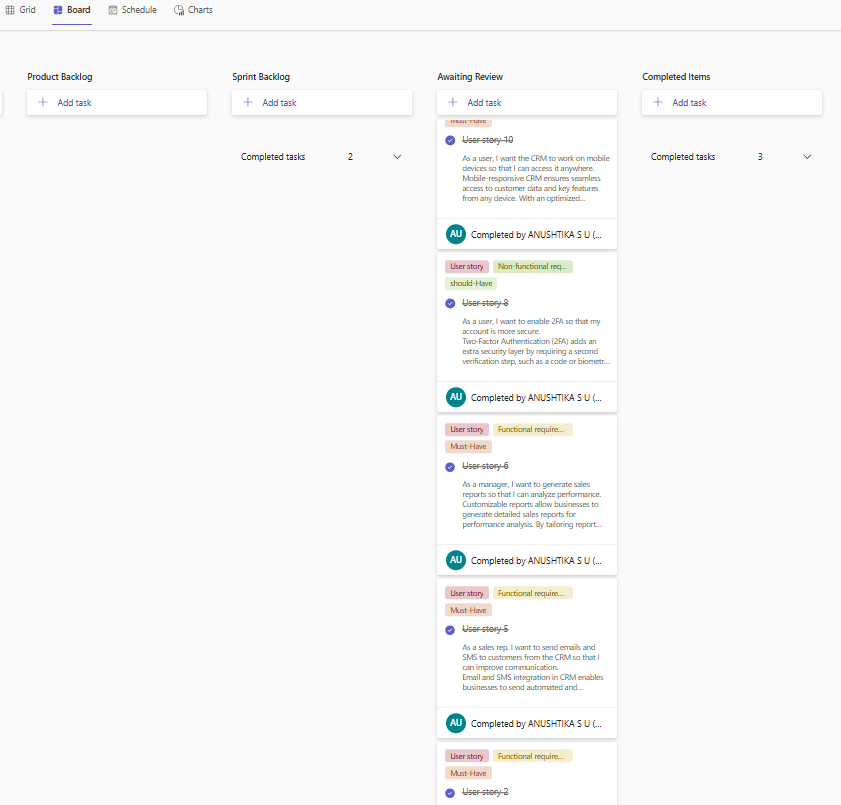 Grid Board Schedule Charts
Product Backlog
Add task
Sprint Backlog
Add task
Completed tasks 2
Awaiting Review
Add task
Must-Have
User story 10
As a user, I want the CRM to work on mobile
devices so that I can access it anywhere.
Mobile-responsive CRM ensures seamless
access to customer data and key features
from any device. With an optimized...
AU Completed by ANUSHTIKA S U (...
User story Non-functional req...
should-Have
User story 8
As a user, I want to enable 2FA so that my
account is more secure.
Two-Factor Authentication (2FA) adds an
extra security layer by requiring a second
verification step, such as a code or biometr...
AU Completed by ANUSHTIKA S U (...
User story Functional require...
Must-Have
User story 6
As a manager, I want to generate sales
reports so that I can analyze performance.
Customizable reports allow businesses to
generate detailed sales reports for
performance analysis. By tailoring report...
AU Completed by ANUSHTIKA S U (...
User story Functional require...
Must-Have
User story 5
As a sales rep, I want to send emails and
SMS to customers from the CRM so that I
can improve communication.
Email and SMS integration in CRM enables
businesses to send automated and...
AU Completed by ANUSHTIKA S U (...
User story Functional require...
Must-Have
User story 2
Completed Items
Add task
Completed tasks 3